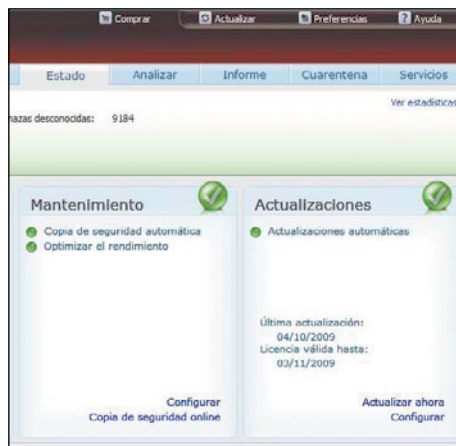 Comprar Actualizar Preferencias Ayuda
Estado Analizar Informe Cuarentena Servicios
Ver estadísticas
nazas desconocidas: 9184
Mantenimiento
Copia de seguridad automática
Optimizar el rendimiento
Configurar
Copia de seguridad online
Actualizaciones
Actualizaciones automáticas
Última actualización:
04/10/2009
Licencia válida hasta:
03/11/2009
Actualizar ahora
Configurar